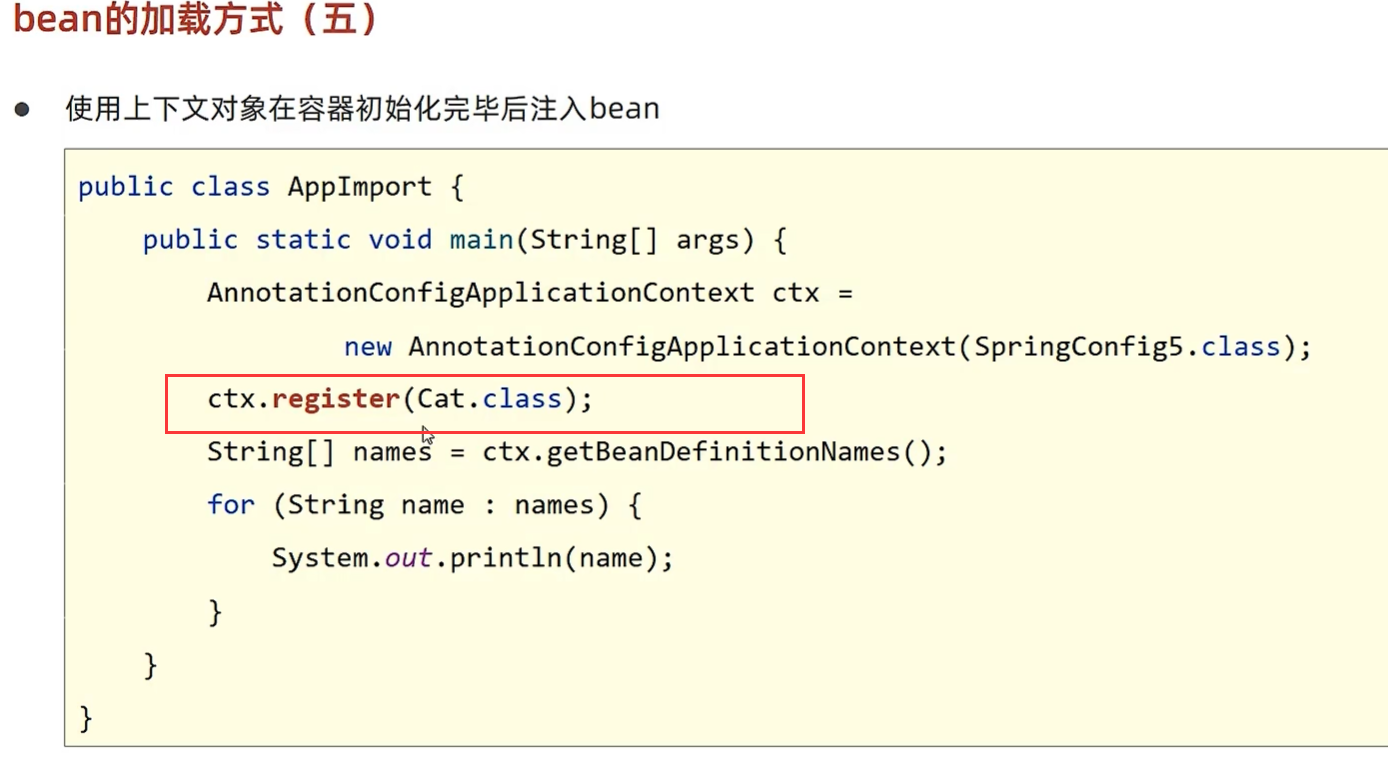 bean的加载方式（五）
● 使用上下文对象在容器初始化完毕后注入bean
public class AppImport {
public static void main(String[] args) {
AnnotationConfigApplicationContext ctx =
new AnnotationConfigApplicationContext(SpringConfig5.class);
ctx.register(Cat.class);
String[] names = ctx.getBeanDefinitionNames();
for (String name : names) {
System.out.println(name);
}
}
}